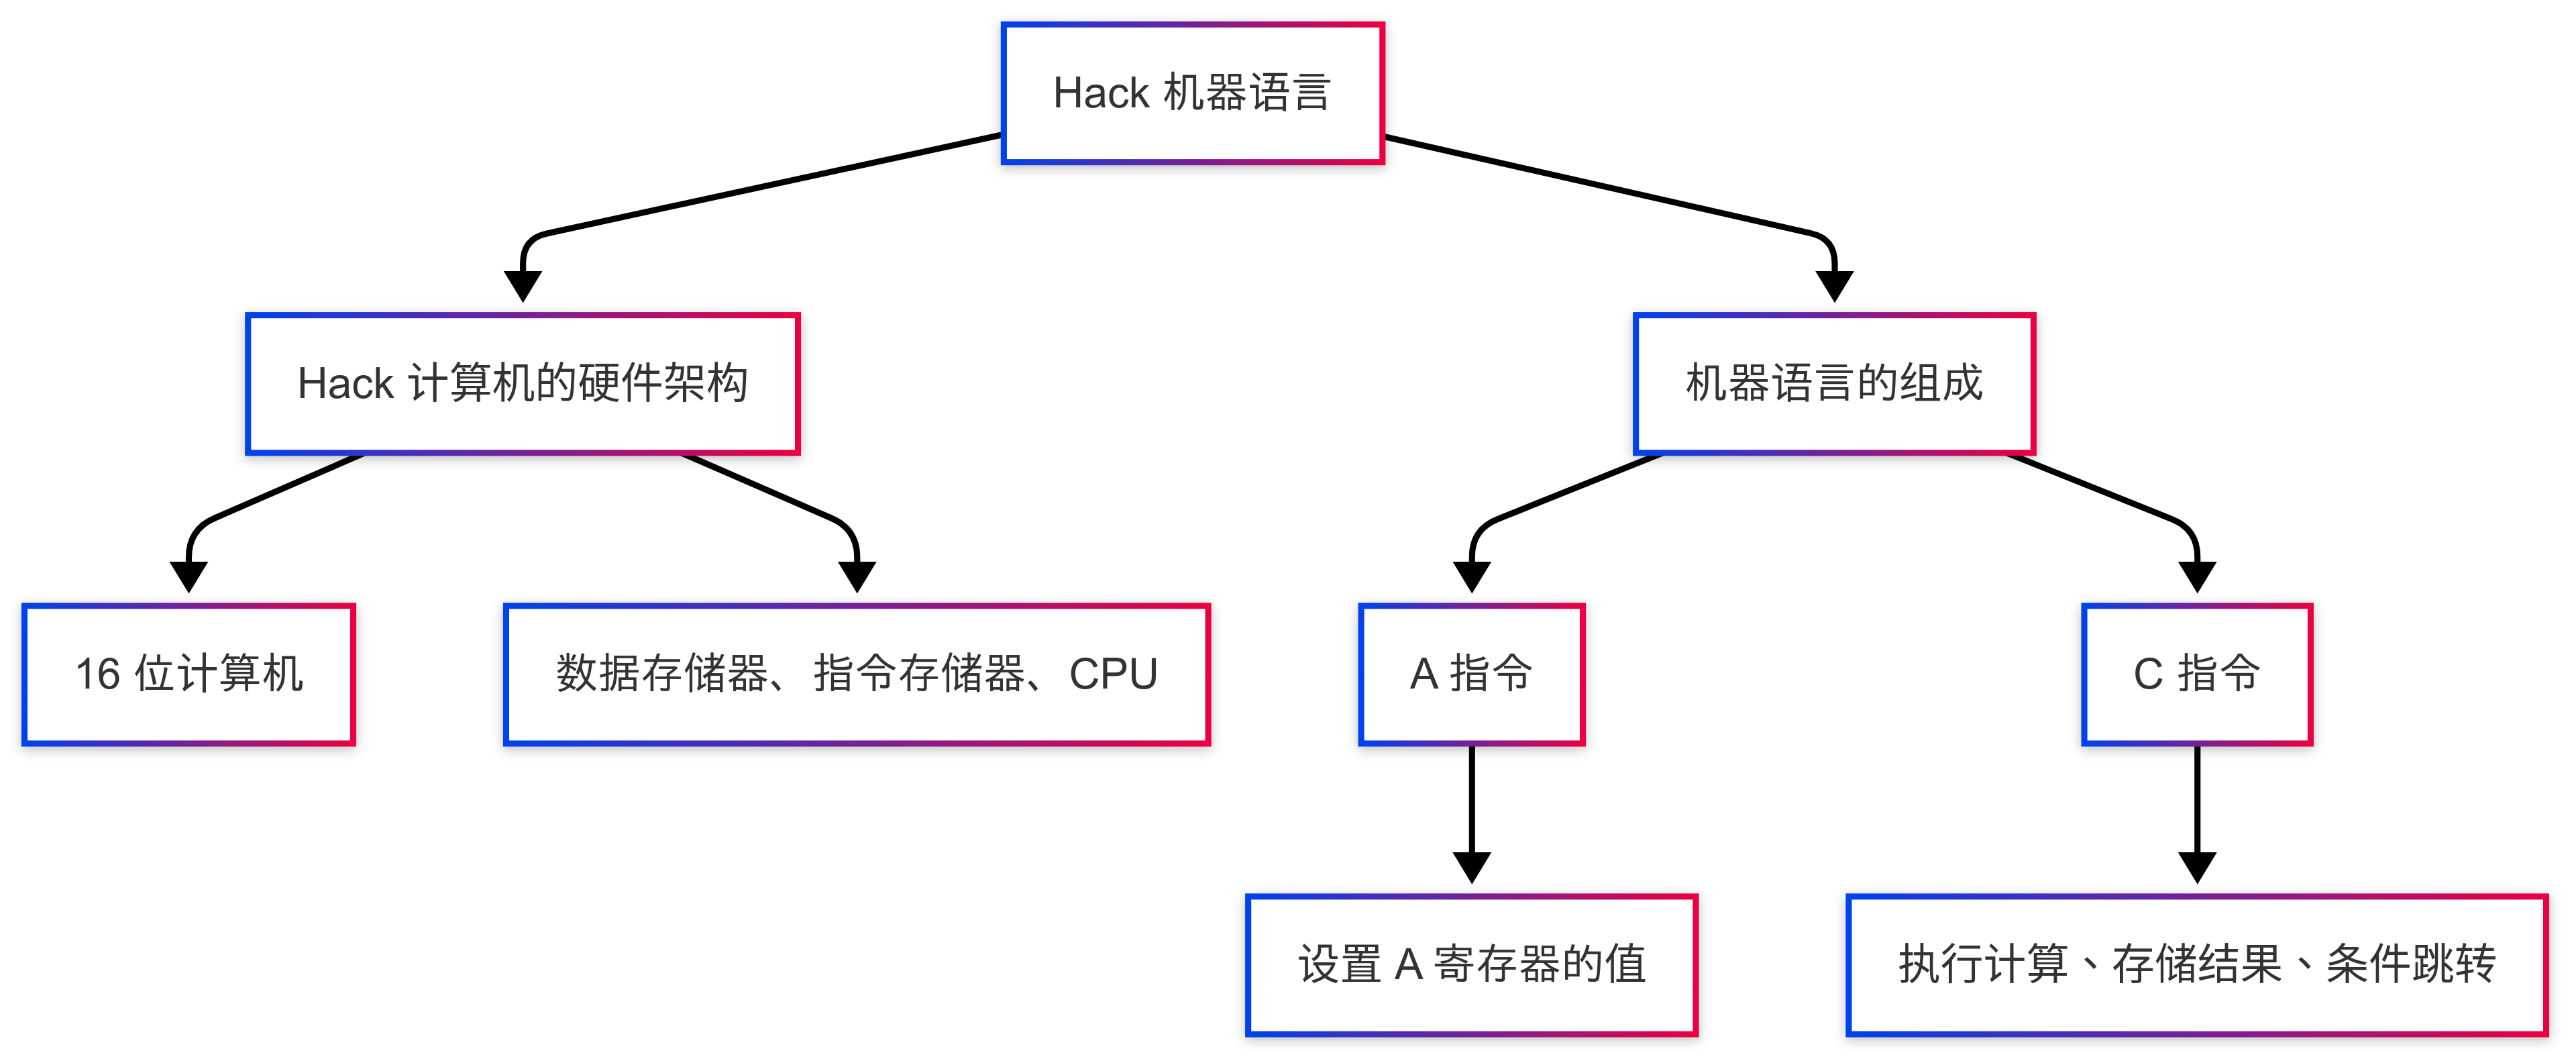 Hack 机器语言
Hack 计算机的硬件架构
机器语言的组成
16 位计算机
数据存储器、指令存储器、CPU
A 指令
C 指令
设置 A 寄存器的值
执行计算、存储结果、条件跳转